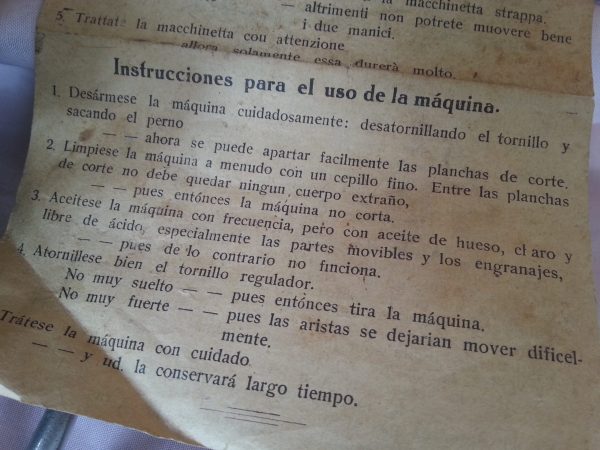 la macchinetta strappa.
— — altrimenti non potrete muovere bene
i due manici.
5. Trattate la macchinetta cou attenzione
allora solamente essa durerà molto.
Instrucciones para el uso de la máquina.
1. Desármese la máquina cuidadosamente: desatornillando el tornillo y
sacando el perno
— — ahora se puede apartar facilmente las planchas de corte.
2. Limpiese la máquina a menudo con un cepillo fino. Entre las planchas
de corte no debe quedar ningun cuerpo extraño,
— — pues entónces la máquina no corta.
3. Aceítese la máquina con frecuencia, pero con aceite de hueso, claro y
libre de ácido, especialmente las partes movibles y los engranajes,
— — pues de lo contrario no funciona.
4. Atornillese bien el tornillo regulador.
No muy suelto — — pues entónces tira la máquina.
No muy fuerte — — pues las aristas se dejarian mover dificel-
mente.
Trátese la máquina con cuidado
— — y ud. la conservará largo tiempo.